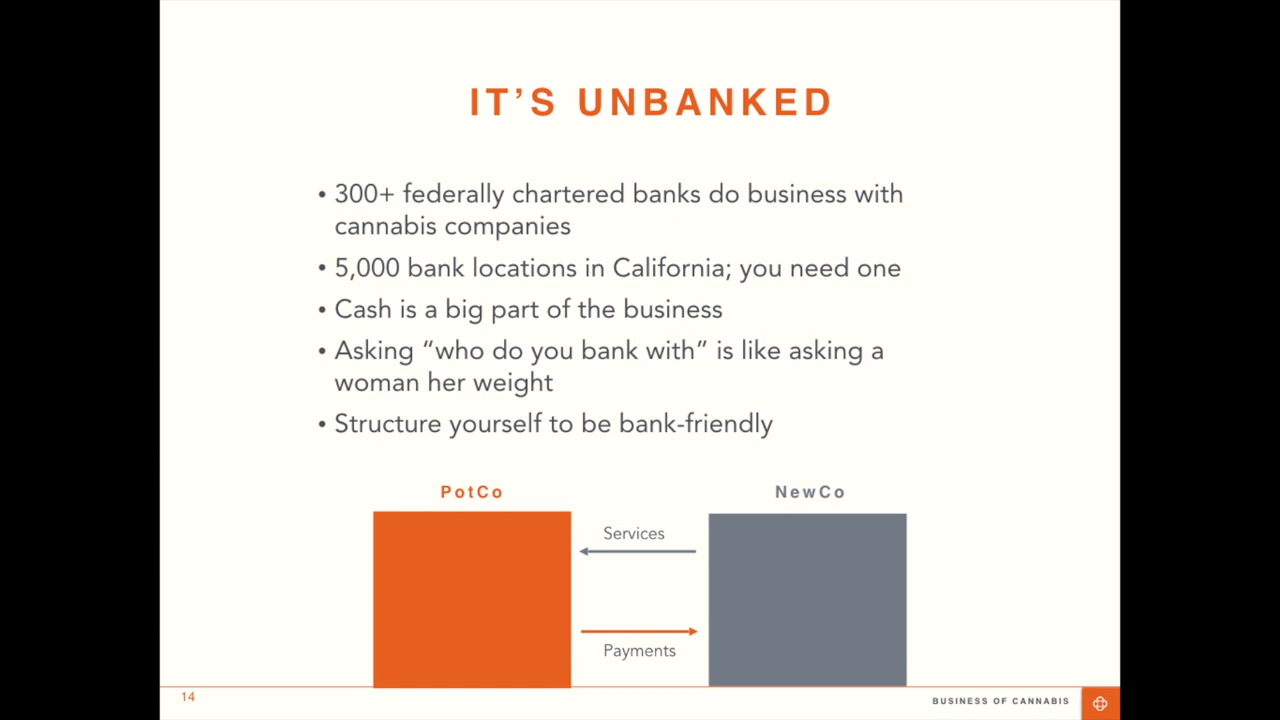 IT’S UNBANKED
• 300+ federally chartered banks do business with
cannabis companies
• 5,000 bank locations in California; you need one
• Cash is a big part of the business
• Asking “who do you bank with” is like asking a
woman her weight
• Structure yourself to be bank-friendly
PotCo
NewCo
Services
Payments
14
BUSINESS OF CANNABIS